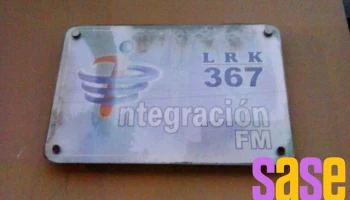 LRK
367
integración
FM
sase